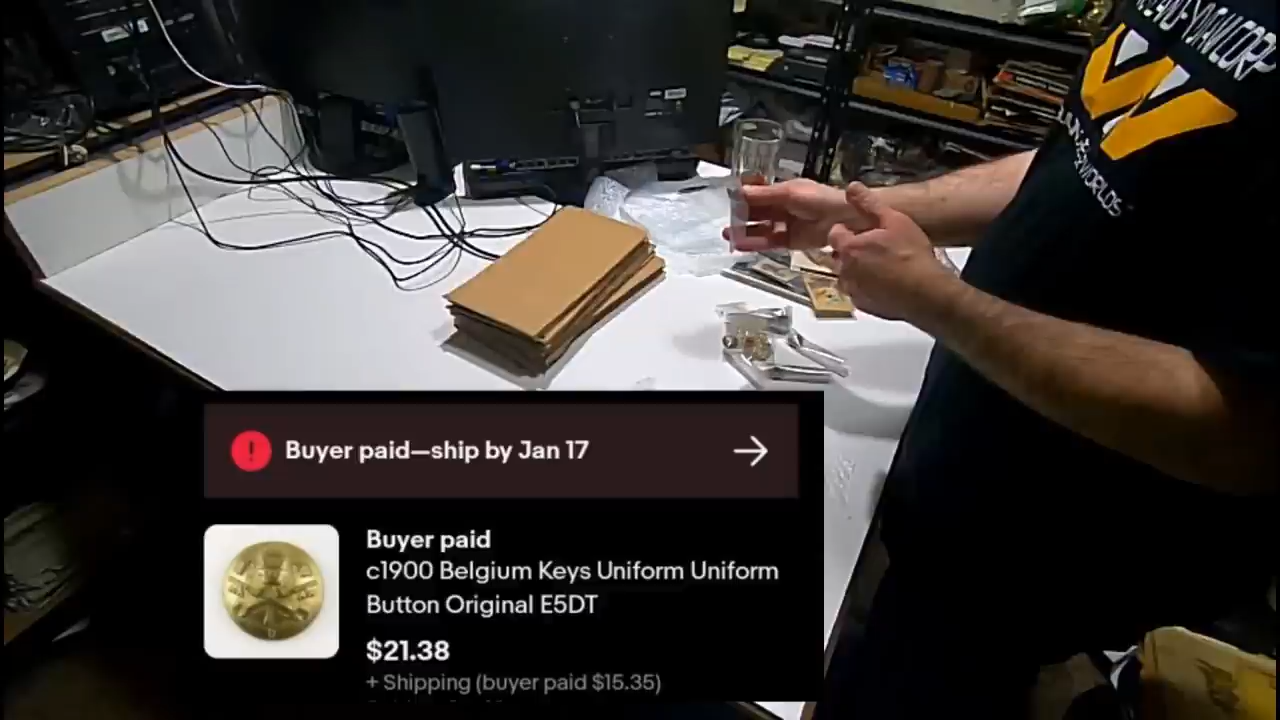 WORLDS
Buyer paid—ship by Jan 17
Buyer paid
c1900 Belgium Keys Uniform Uniform
Button Original E5DT
$21.38
+ Shipping (buyer paid $15.35)